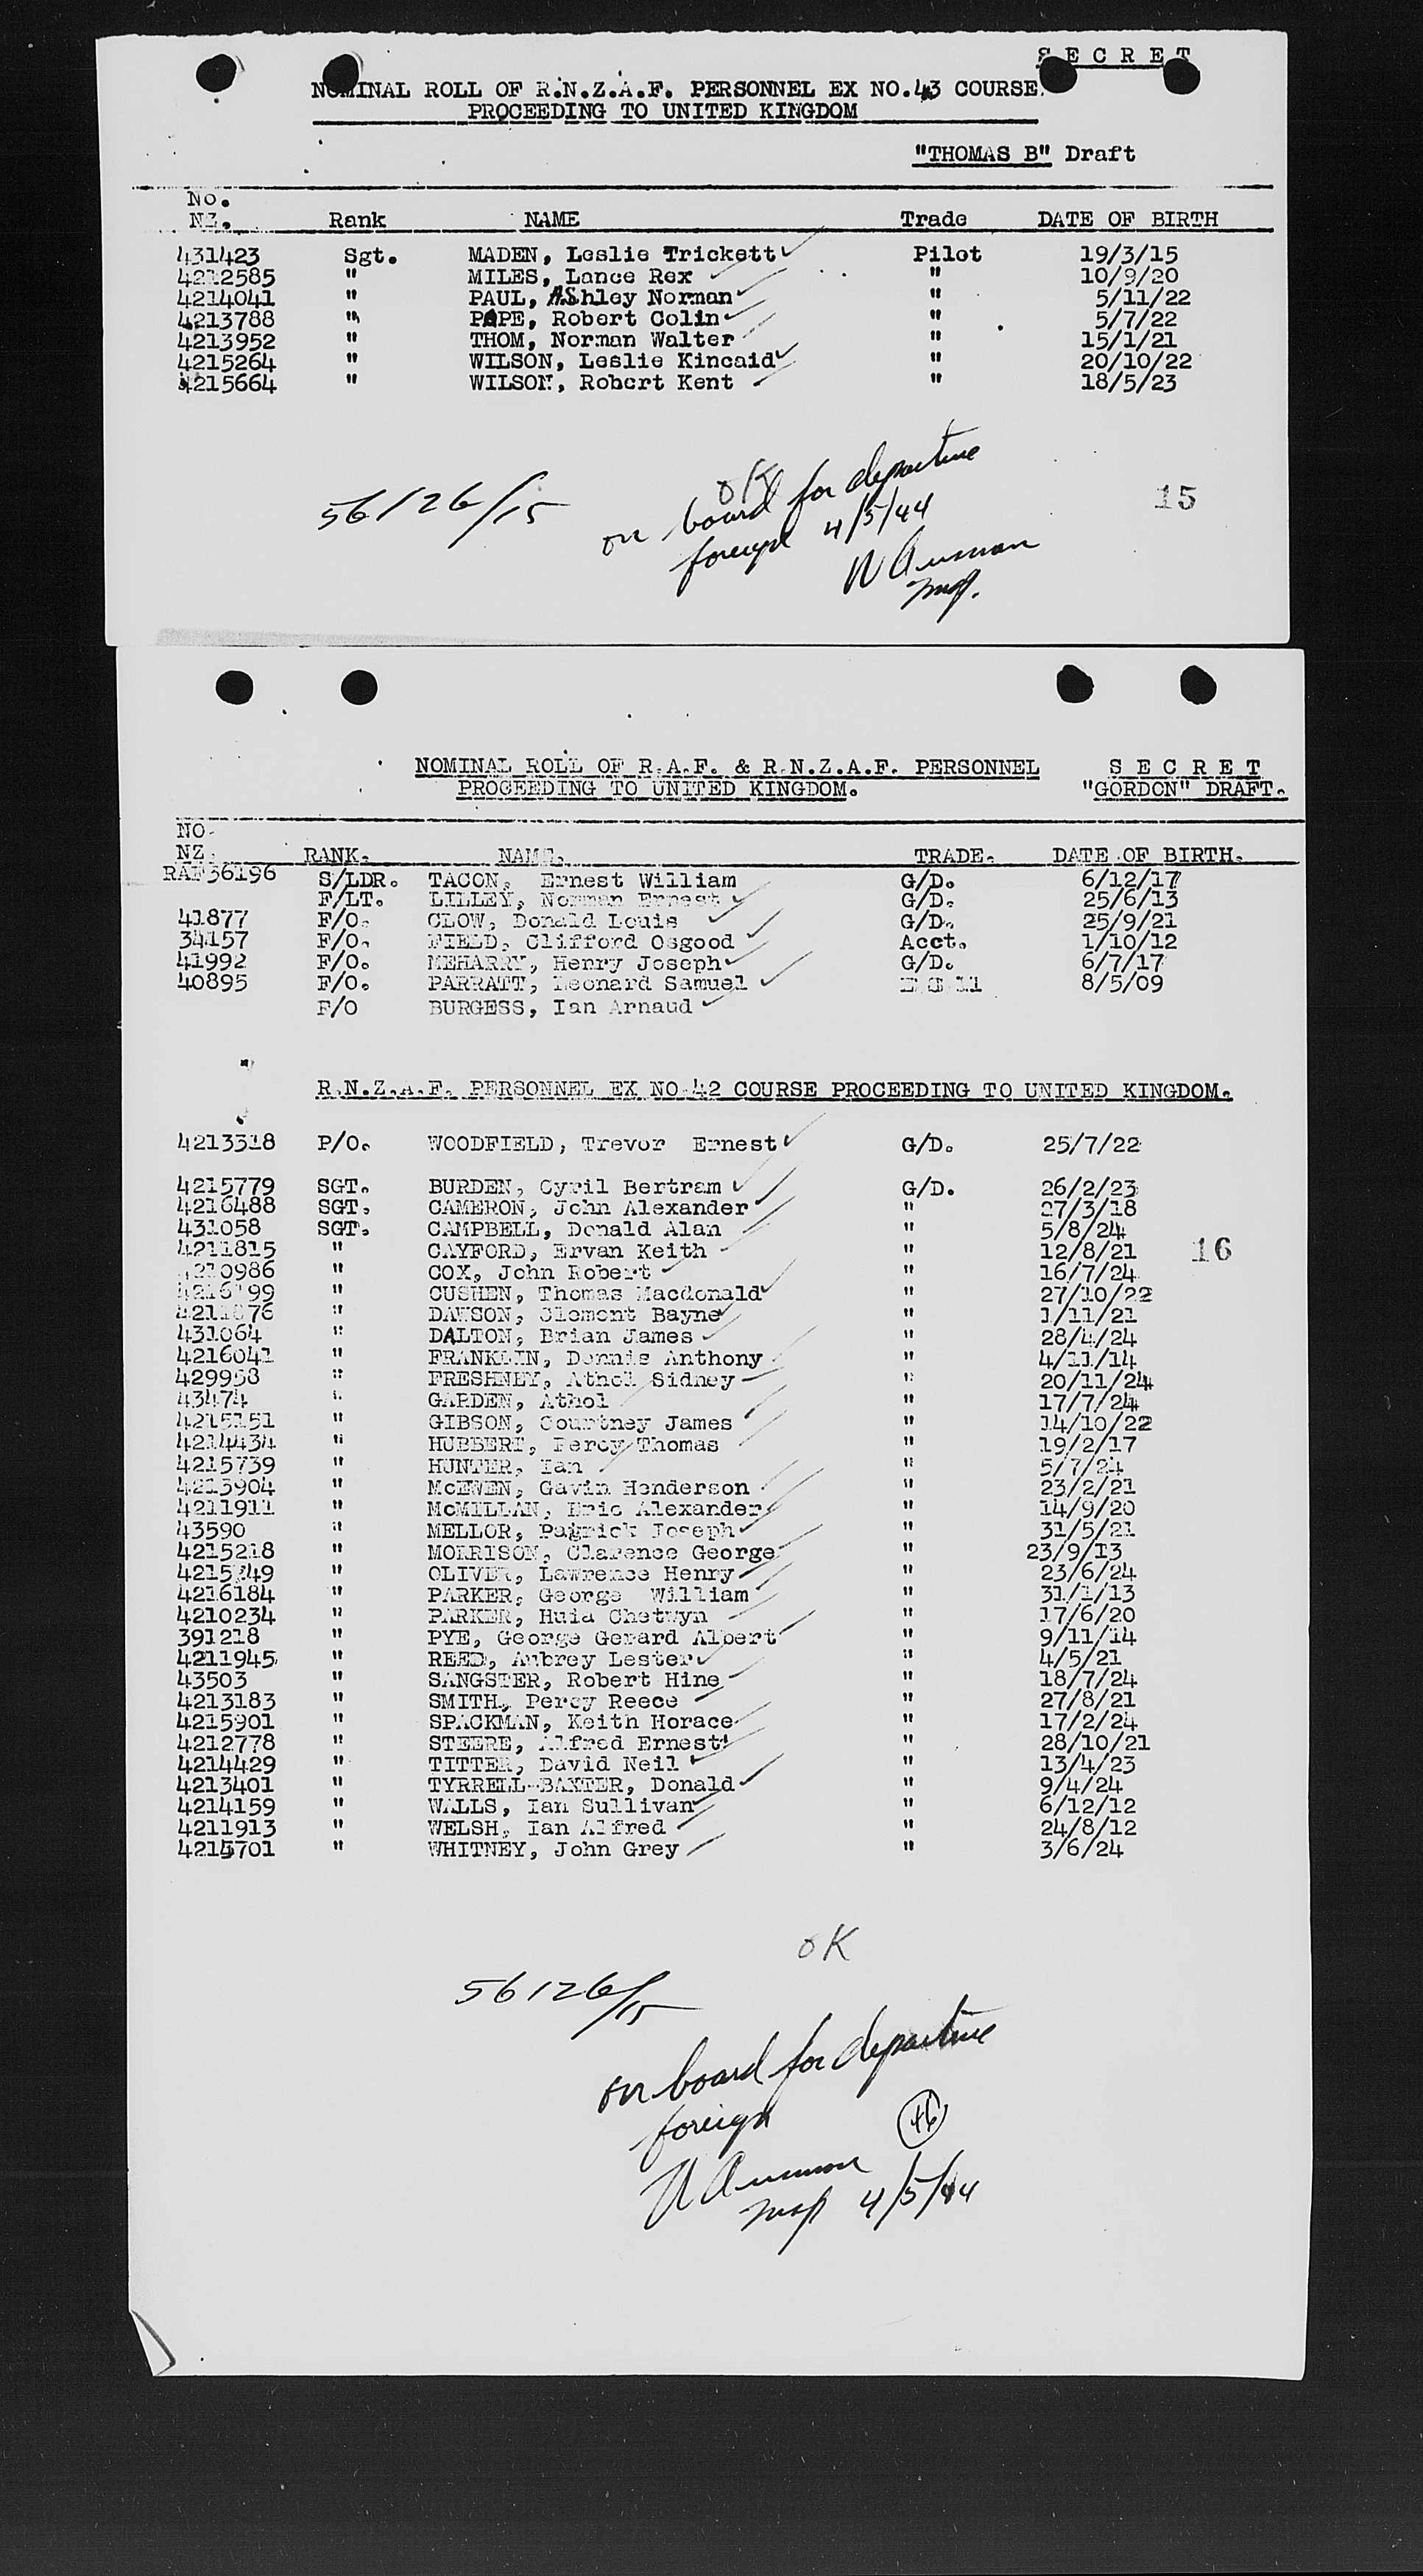 S E C R E T
NOMINAL ROLL OF R.N.Z.A.F. PERSONNEL EX NO.43 COURSE.
PROCEEDING TO UNITED KINGDOM
"THOMAS B" Draft
No.
NZ. Rank NAME Trade DATE OF BIRTH
431423 Sgt. MADEN, Leslie Trickett Pilot 19/3/15
4212585 " MILES, Lance Rex " 10/9/20
4214041 " PAUL, AShley Norman " 5/11/22
4213788 " PAPE, Robert Colin " 5/7/22
4213952 " THOM, Norman Walter " 15/1/21
4215264 " WILSON, Leslie Kincaid " 20/10/22
4215664 " WILSON, Robert Kent " 18/5/23
OK
56126/15 on board for departure
foreign 4/5/44
15
NOMINAL ROLL OF R.A.F. & R.N.Z.A.F. PERSONNEL S E C R E T
PROCEEDING TO UNITED KINGDOM. "GORDON" DRAFT.
NO.
NZ. RANK. NAME. TRADE. DATE OF BIRTH.
RAF36196 S/LDR. TACON, Ernest William G/D. 6/12/17
F/LT. LILLEY, Norman Ernest G/D. 25/6/13
41877 F/O. CLOW, Donald Louis G/D. 25/9/21
34157 F/O. FIELD, Clifford Osgood Acct. 1/10/12
41992 F/O. MEHARRY, Henry Joseph G/D. 6/7/17
40895 F/O. PARRATT, Leonard Samuel 8/5/09
F/O BURGESS, Ian Arnaud
R.N.Z.A.F. PERSONNEL EX NO.42 COURSE PROCEEDING TO UNITED KINGDOM.
4213318 P/O. WOODFIELD, Trevor Ernest G/D. 25/7/22
4215779 SGT. BURDEN, Cyril Bertram G/D. 26/2/23
4216488 SGT. CAMERON, John Alexander " 27/3/18
431058 SGT. CAMPBELL, Donald Alan " 5/8/24
4211815 " CAYFORD, Ervan Keith " 12/8/21
4210986 " COX, John Robert " 16/7/24
16
" CUSHEN, Thomas Macdonald " 27/10/22
" DAWSON, Clement Bayne " 1/11/21
431064 " DALTON, Brian James " 28/4/24
4216041 " FRANKLIN, Dennis Anthony " 4/11/14
429958 " FRESHNEY, Athol Sidney " 20/11/24
43474 " GARDEN, Athol " 17/7/24
4215151 " GIBSON, Courtney James " 14/10/22
4214434 " HUBBERT, Percy Thomas " 19/2/17
4215739 " HUNTER, Ian " 5/7/24
4213904 " McEWEN, Gavin Henderson " 23/2/21
4211911 " McMILLAN, Eric Alexander " 14/9/20
43590 " MELLOR, Patrick Joseph " 31/5/21
4215218 " MORRISON, Clarence George " 23/9/13
" OLIVER, Lawrence Henry " 23/6/24
4216184 " PARKER, George William " 31/1/13
4210234 " PARKER, Huia Chetwyn " 17/6/20
391218 " PYE, George Gerard Albert " 9/11/14
4211945 " REED, Aubrey Lester " 4/5/21
43503 " SANGSTER, Robert Hine " 18/7/24
4213183 " SMITH, Percy Reece " 27/8/21
4215901 " SPACKMAN, Keith Horace " 17/2/24
4212778 " STEERE, Alfred Ernest " 28/10/21
4214429 " TITTER, David Neil " 13/4/23
4213401 " TYRRELL-BAXTER, Donald " 9/4/24
4214159 " WALLS, Ian Sullivan " 6/12/12
4211913 " WELSH, Ian Alfred " 24/8/12
4215701 " WHITNEY, John Grey " 3/6/24
OK
56126/15
on board for departure
foreign 46
4/5/44